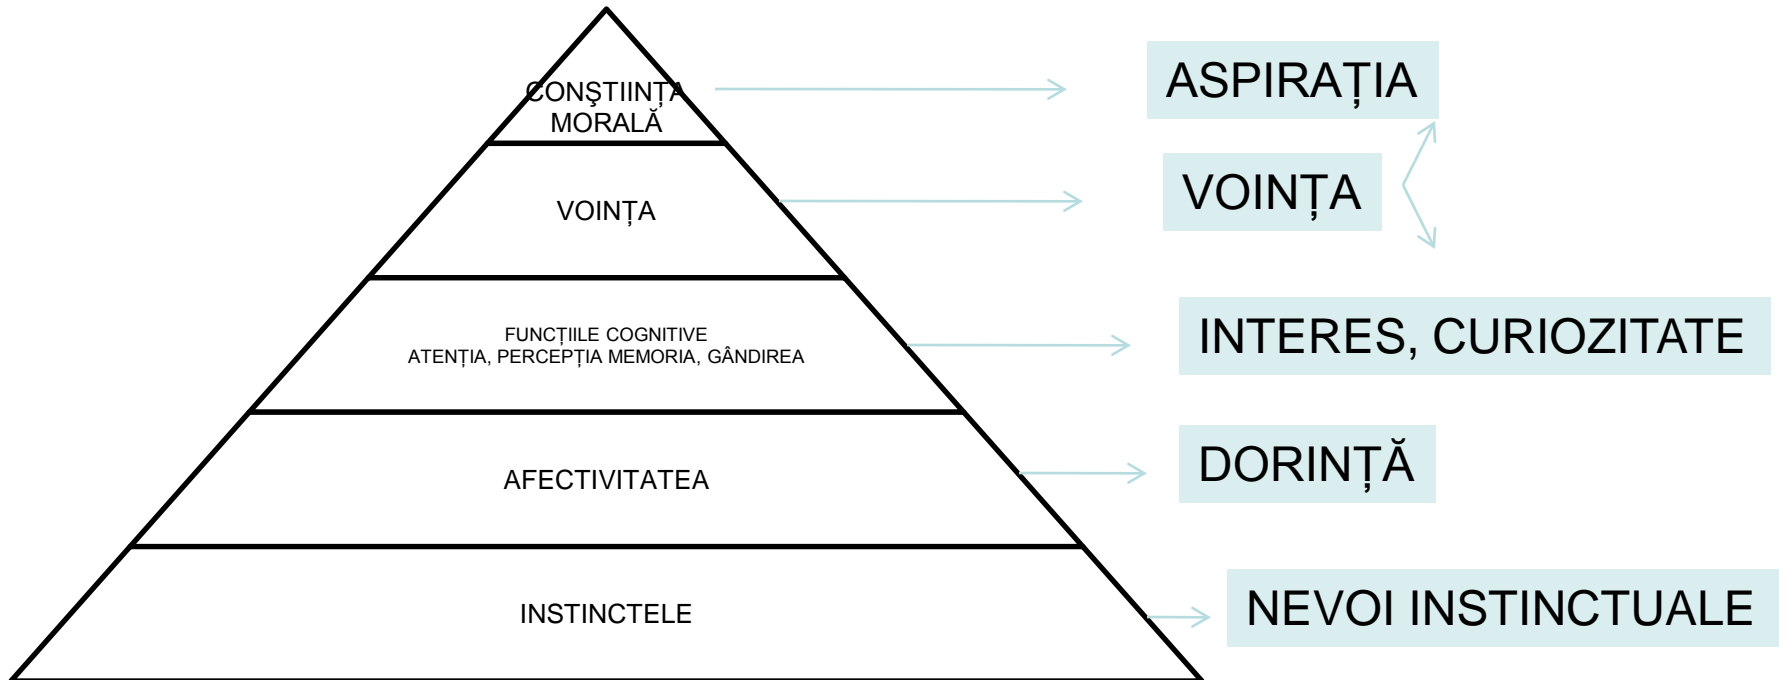 CONŞTIINȚA
MORALĂ
ASPIRAȚIA
VOINȚA
VOINȚA
FUNCȚIILE COGNITIVE
ATENȚIA, PERCEPȚIA MEMORIA, GÂNDIREA
INTERES, CURIOZITATE
AFECTIVITATEA
DORINȚĂ
INSTINCTELE
NEVOI INSTINCTUALE